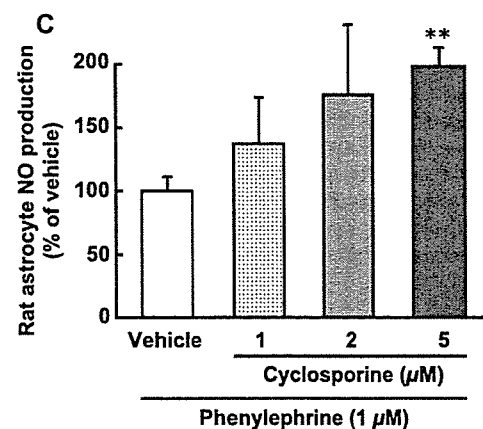 C
Rat astrocyte NO production
(% of vehicle)
200
150
100
50
0
**
Vehicle 1 2 5
Cyclosporine (μM)
Phenylephrine (1 μM)